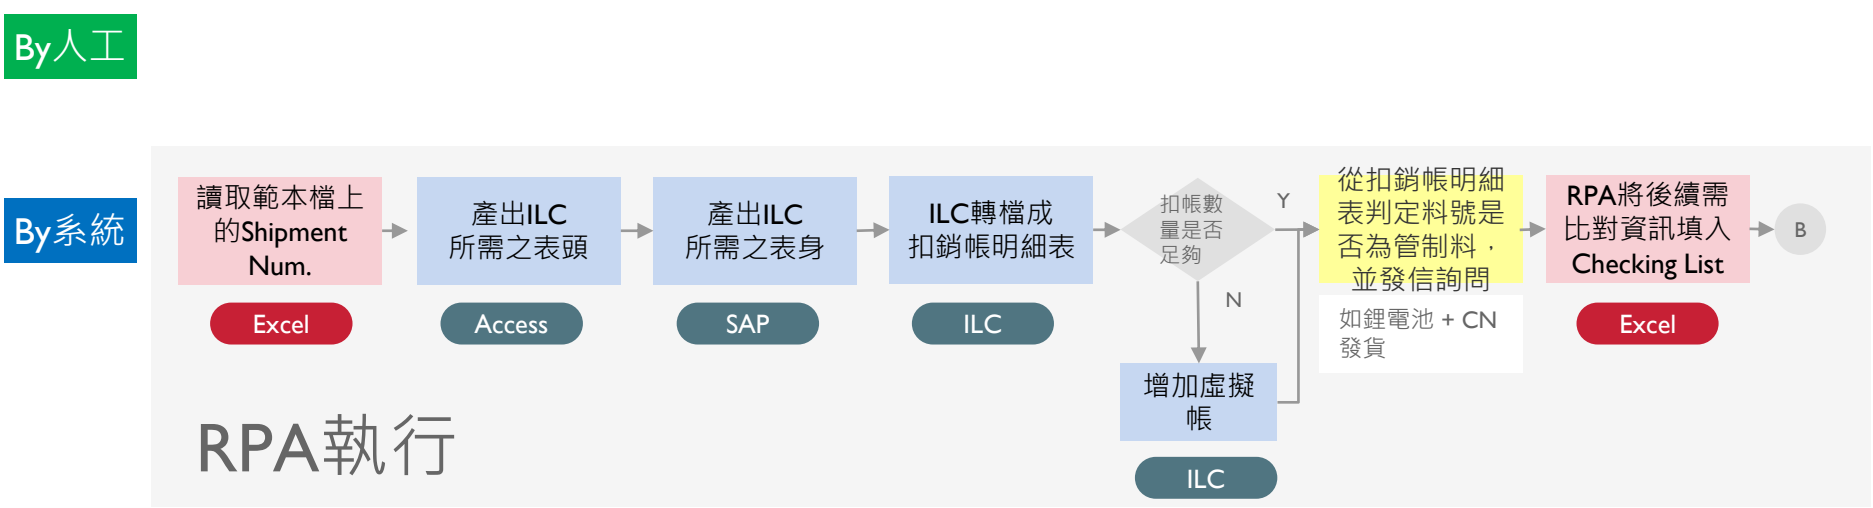 By人工
By系統
讀取範本檔上
的Shipment
Num.
Excel
產出ILC
所需之表頭
Access
產出ILC
所需之表身
SAP
ILC轉檔成
扣銷帳明細表
ILC
扣帳數
量是否
足夠
Y
N
增加虛擬
帳
ILC
從扣銷帳明細
表判定料號是
否為管制料，
並發信詢問
如鋰電池 + CN
發貨
RPA將後續需
比對資訊填入
Checking List
Excel
B
RPA執行